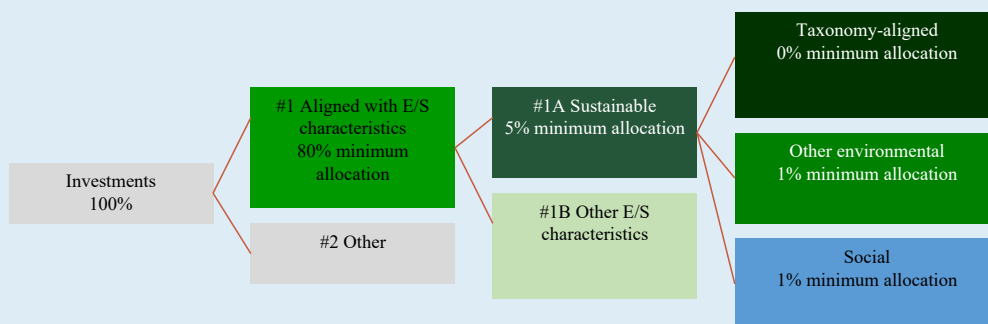 Investments
100%
#1 Aligned with E/S
characteristics
80% minimum
allocation
#2 Other
#1A Sustainable
5% minimum allocation
#1B Other E/S
characteristics
Taxonomy-aligned
0% minimum allocation
Other environmental
1% minimum allocation
Social
1% minimum allocation